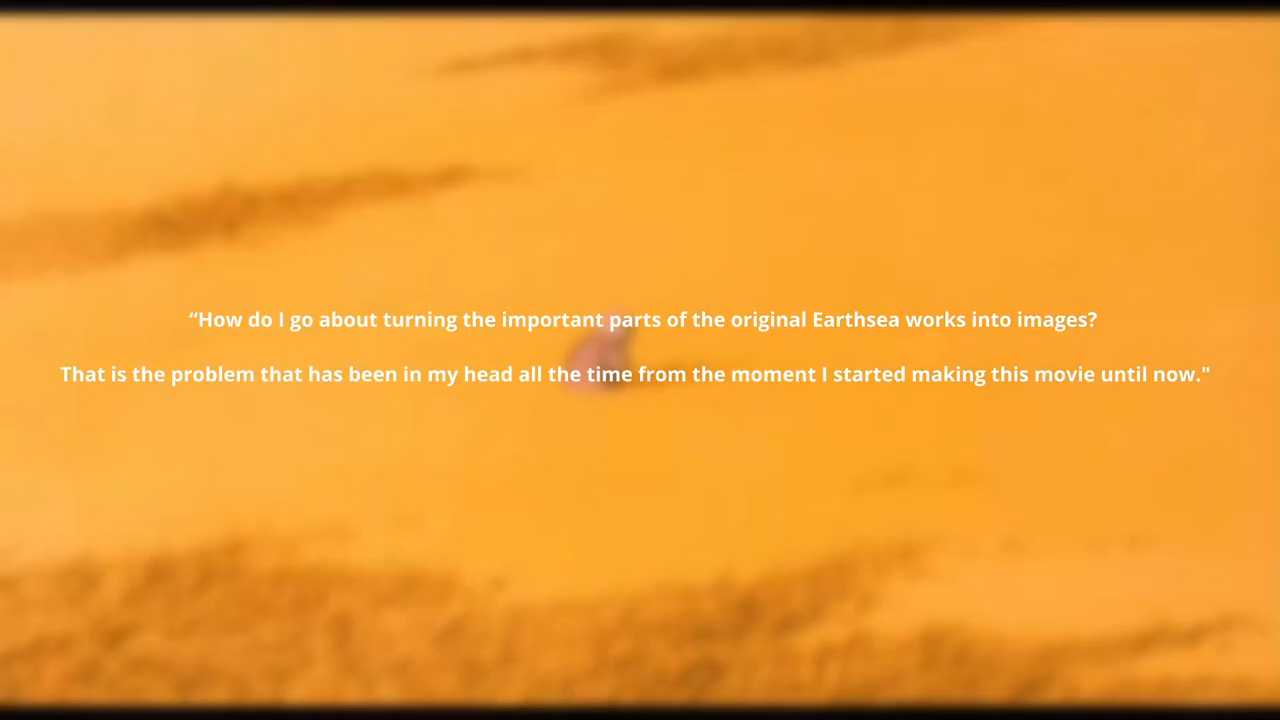 “How do I go about turning the important parts of the original Earthsea works into images?
That is the problem that has been in my head all the time from the moment I started making this movie until now."